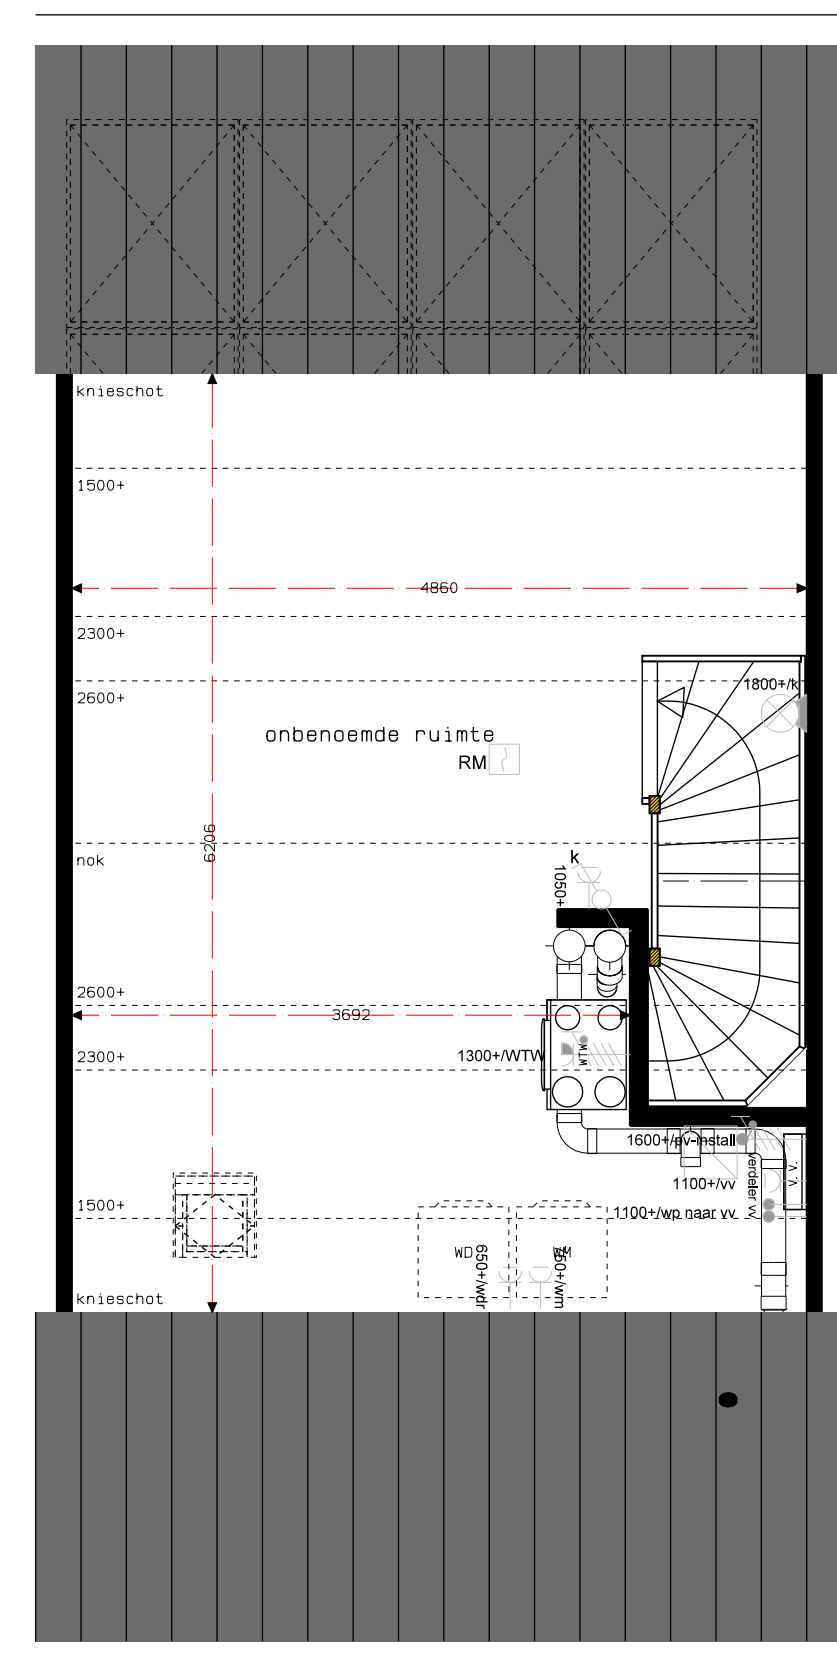 knieschot
1500+
4860
2300+
2600+
1800+/k
onbenoemde ruimte
RM
6206
nok
k
1050+
2600+
3692
1300+/WTW
WTW
2300+
1600+/pv-install
verdeler vv
v. v.
1100+/vv
1500+
1100+/wp naar vv
WD
650+/wdr
WM
650+/wm
knieschot